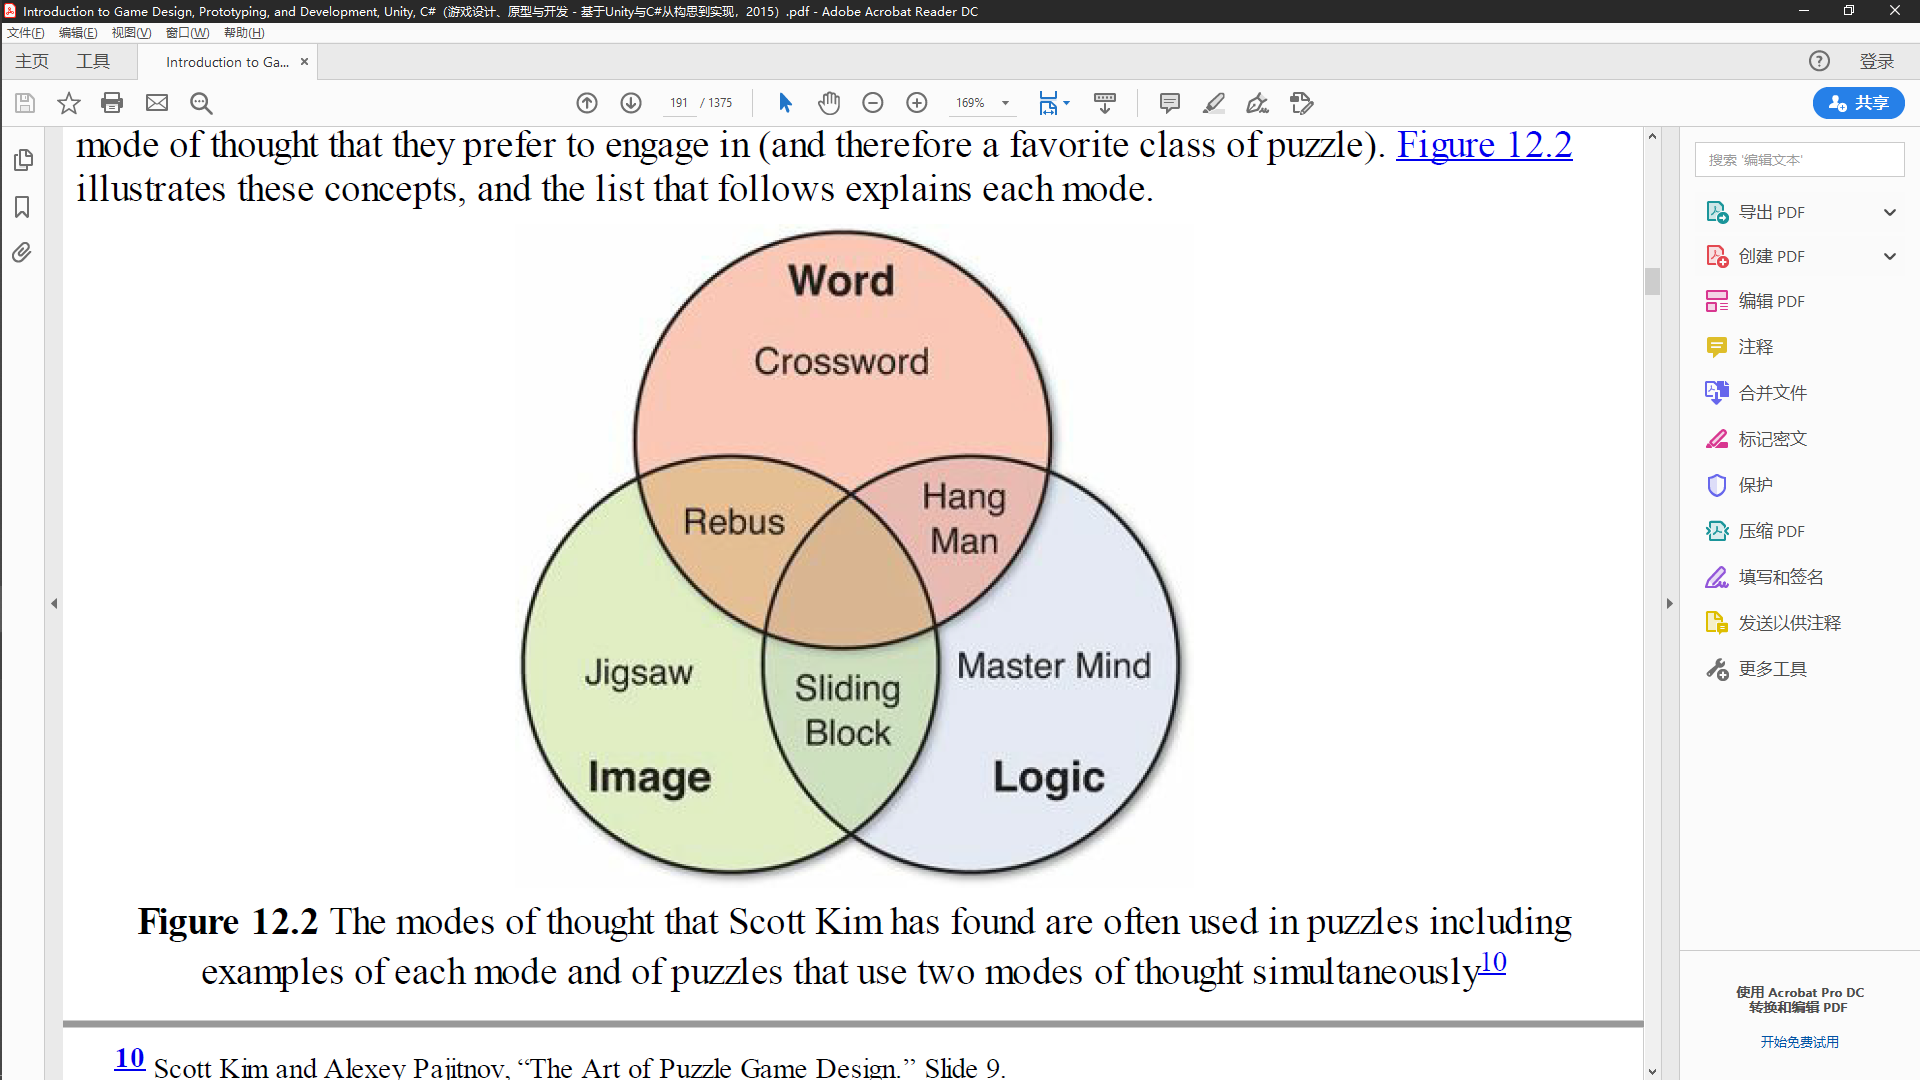 Introduction to Game Design, Prototyping, and Development, Unity, C#（游戏设计、原型与开发 - 基于Unity与C#从构思到实现，2015）.pdf - Adobe Acrobat Reader DC
文件(F) 编辑(E) 视图(V) 窗口(W) 帮助(H)
主页 工具 Introduction to Ga... 登录
191 / 1375 169% 共享
mode of thought that they prefer to engage in (and therefore a favorite class of puzzle). Figure 12.2
illustrates these concepts, and the list that follows explains each mode.
Word
Crossword
Rebus
Hang
Man
Jigsaw
Sliding
Block
Master Mind
Image
Logic
Figure 12.2 The modes of thought that Scott Kim has found are often used in puzzles including
examples of each mode and of puzzles that use two modes of thought simultaneously10
10 Scott Kim and Alexey Pajitnov, “The Art of Puzzle Game Design.” Slide 9.
搜索 '编辑文本'
导出 PDF
创建 PDF
编辑 PDF
注释
合并文件
标记密文
保护
压缩 PDF
填写和签名
发送以供注释
更多工具
使用 Acrobat Pro DC
转换和编辑 PDF
开始免费试用